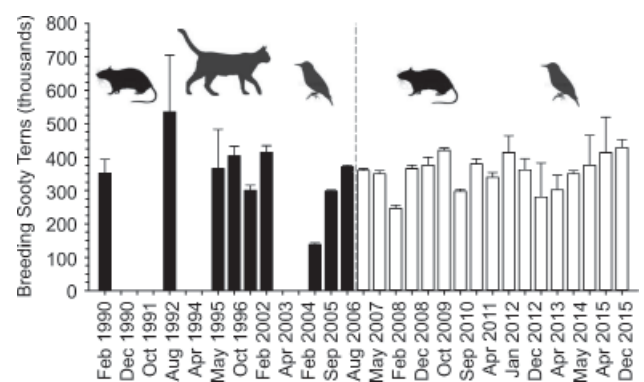 800
700
600
500
400
300
200
100
0
Breeding Sooty Terns (thousands)
Feb 1990
Dec 1990
Oct 1991
Aug 1992
Apr 1994
May 1995
Oct 1996
Feb 2002
Apr 2003
Feb 2004
Sep 2005
Aug 2006
May 2007
Feb 2008
Dec 2008
Oct 2009
Sep 2010
Apr 2011
Jan 2012
Dec 2012
Apr 2013
May 2014
Apr 2015
Dec 2015